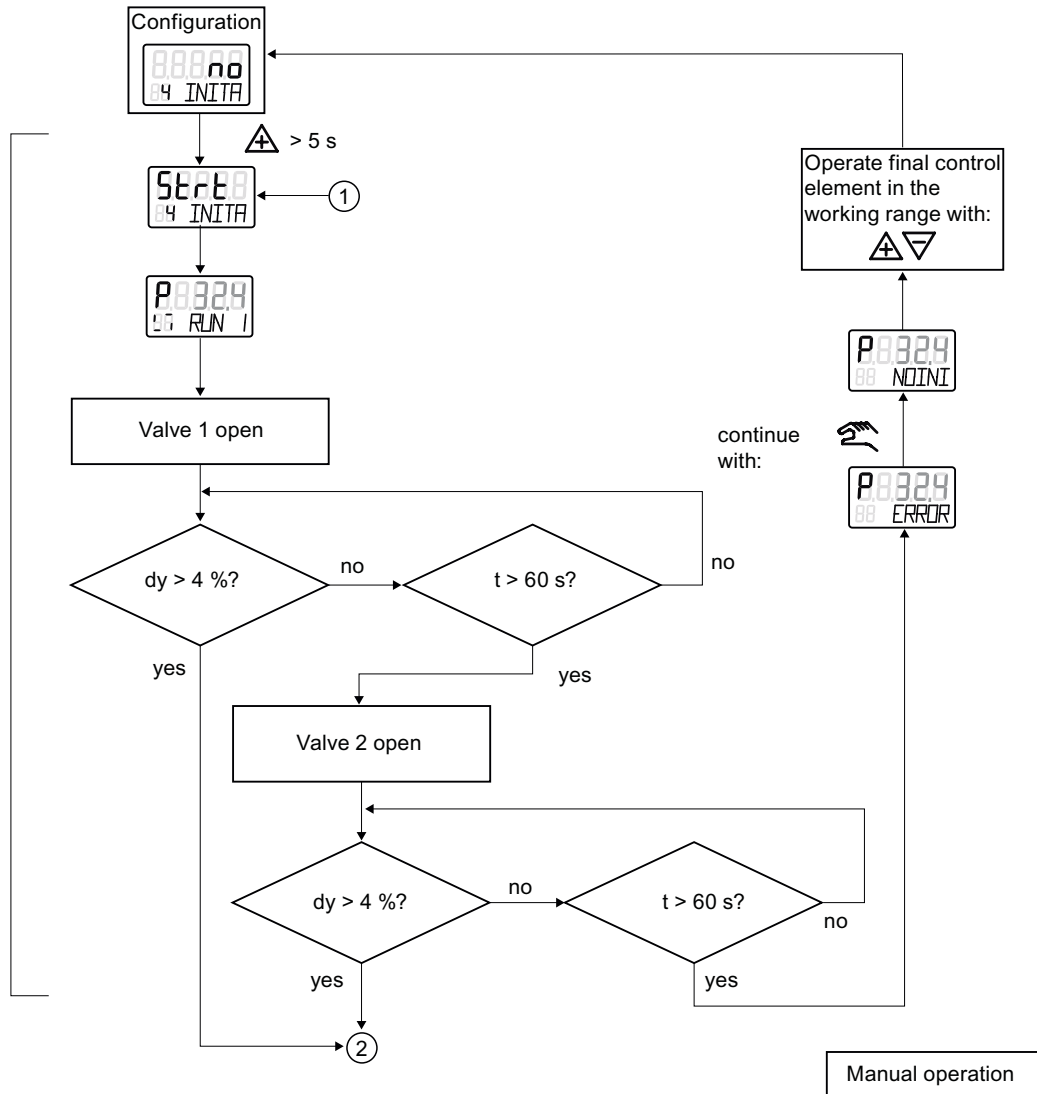 Configuration
no
4 INITA
> 5 s
Strt
4 INITA
1
P 32.4
RUN 1
Valve 1 open
dy > 4 %?
no
t > 60 s?
no
yes
yes
Valve 2 open
dy > 4 %?
no
t > 60 s?
no
yes
yes
2
Operate final control
element in the
working range with:
P 32.4
NOINI
continue
with:
P 32.4
ERROR
Manual operation